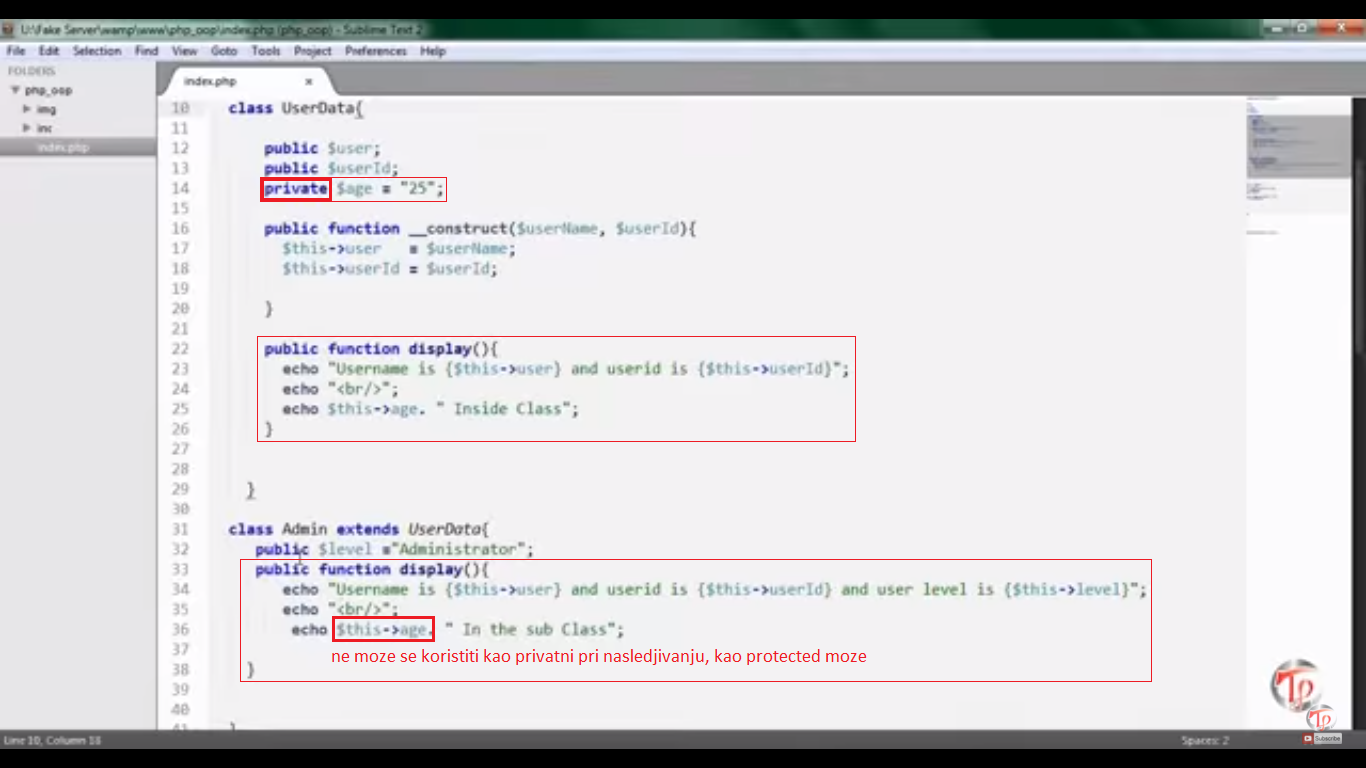 U:\Fake Server\wamp\www\php_oop\index.php (php_oop) - Sublime Text 2
File Edit Selection Find View Goto Tools Project Preferences Help
FOLDERS
php_oop
img
inc
index.php
index.php ×
10 class UserData{
11
12 public $user;
13 public $userId;
14 private $age = "25";
15
16 public function __construct($userName, $userId){
17 $this->user = $userName;
18 $this->userId = $userId;
19
20 }
21
22 public function display(){
23 echo "Username is {$this->user} and userid is {$this->userId}";
24 echo "<br/>";
25 echo $this->age. " Inside Class";
26 }
27
28
29 }
30
31 class Admin extends UserData{
32 public $level ="Administrator";
33 public function display(){
34 echo "Username is {$this->user} and userid is {$this->userId} and user level is {$this->level}";
35 echo "<br/>";
36 echo $this->age. " In the sub Class";
37 ne moze se koristiti kao privatni pri nasledjivanju, kao protected moze
38 }
39
40
41 }
Tp
Tp
Subscribe
Line 10, Column 18
Spaces: 2